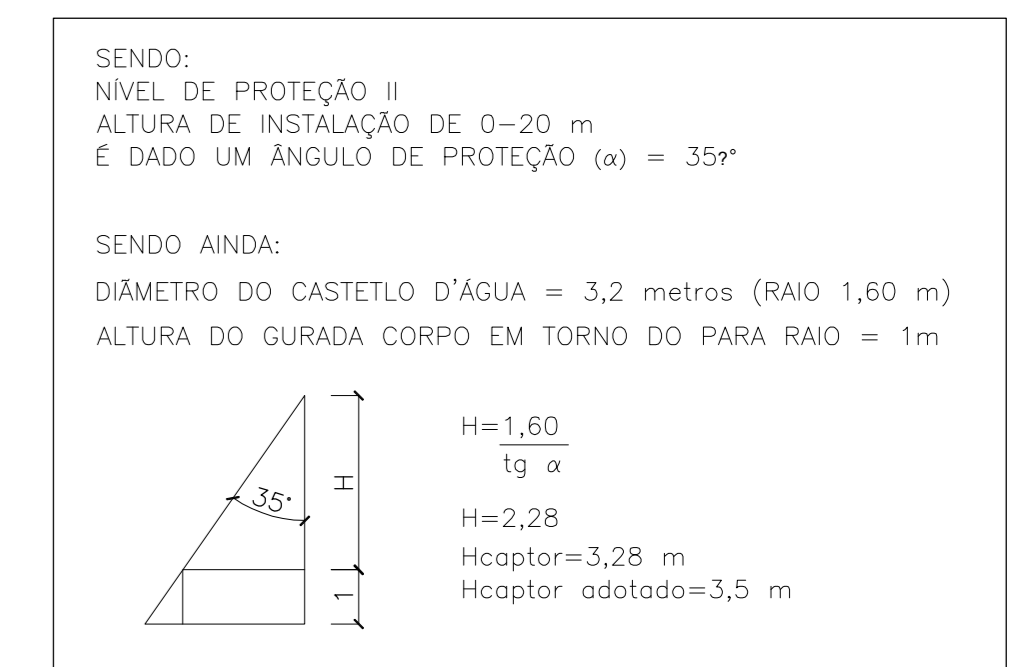 SENDO:
NÍVEL DE PROTEÇÃO II
ALTURA DE INSTALAÇÃO DE 0-20 m
É DADO UM ÂNGULO DE PROTEÇÃO (α) = 35?°
SENDO AINDA:
DIÃMETRO DO CASTETLO D'ÁGUA = 3,2 metros (RAIO 1,60 m)
ALTURA DO GURADA CORPO EM TORNO DO PARA RAIO = 1m
35°
H
1
H=1,60
tg α
H=2,28
Hcaptor=3,28 m
Hcaptor adotado=3,5 m